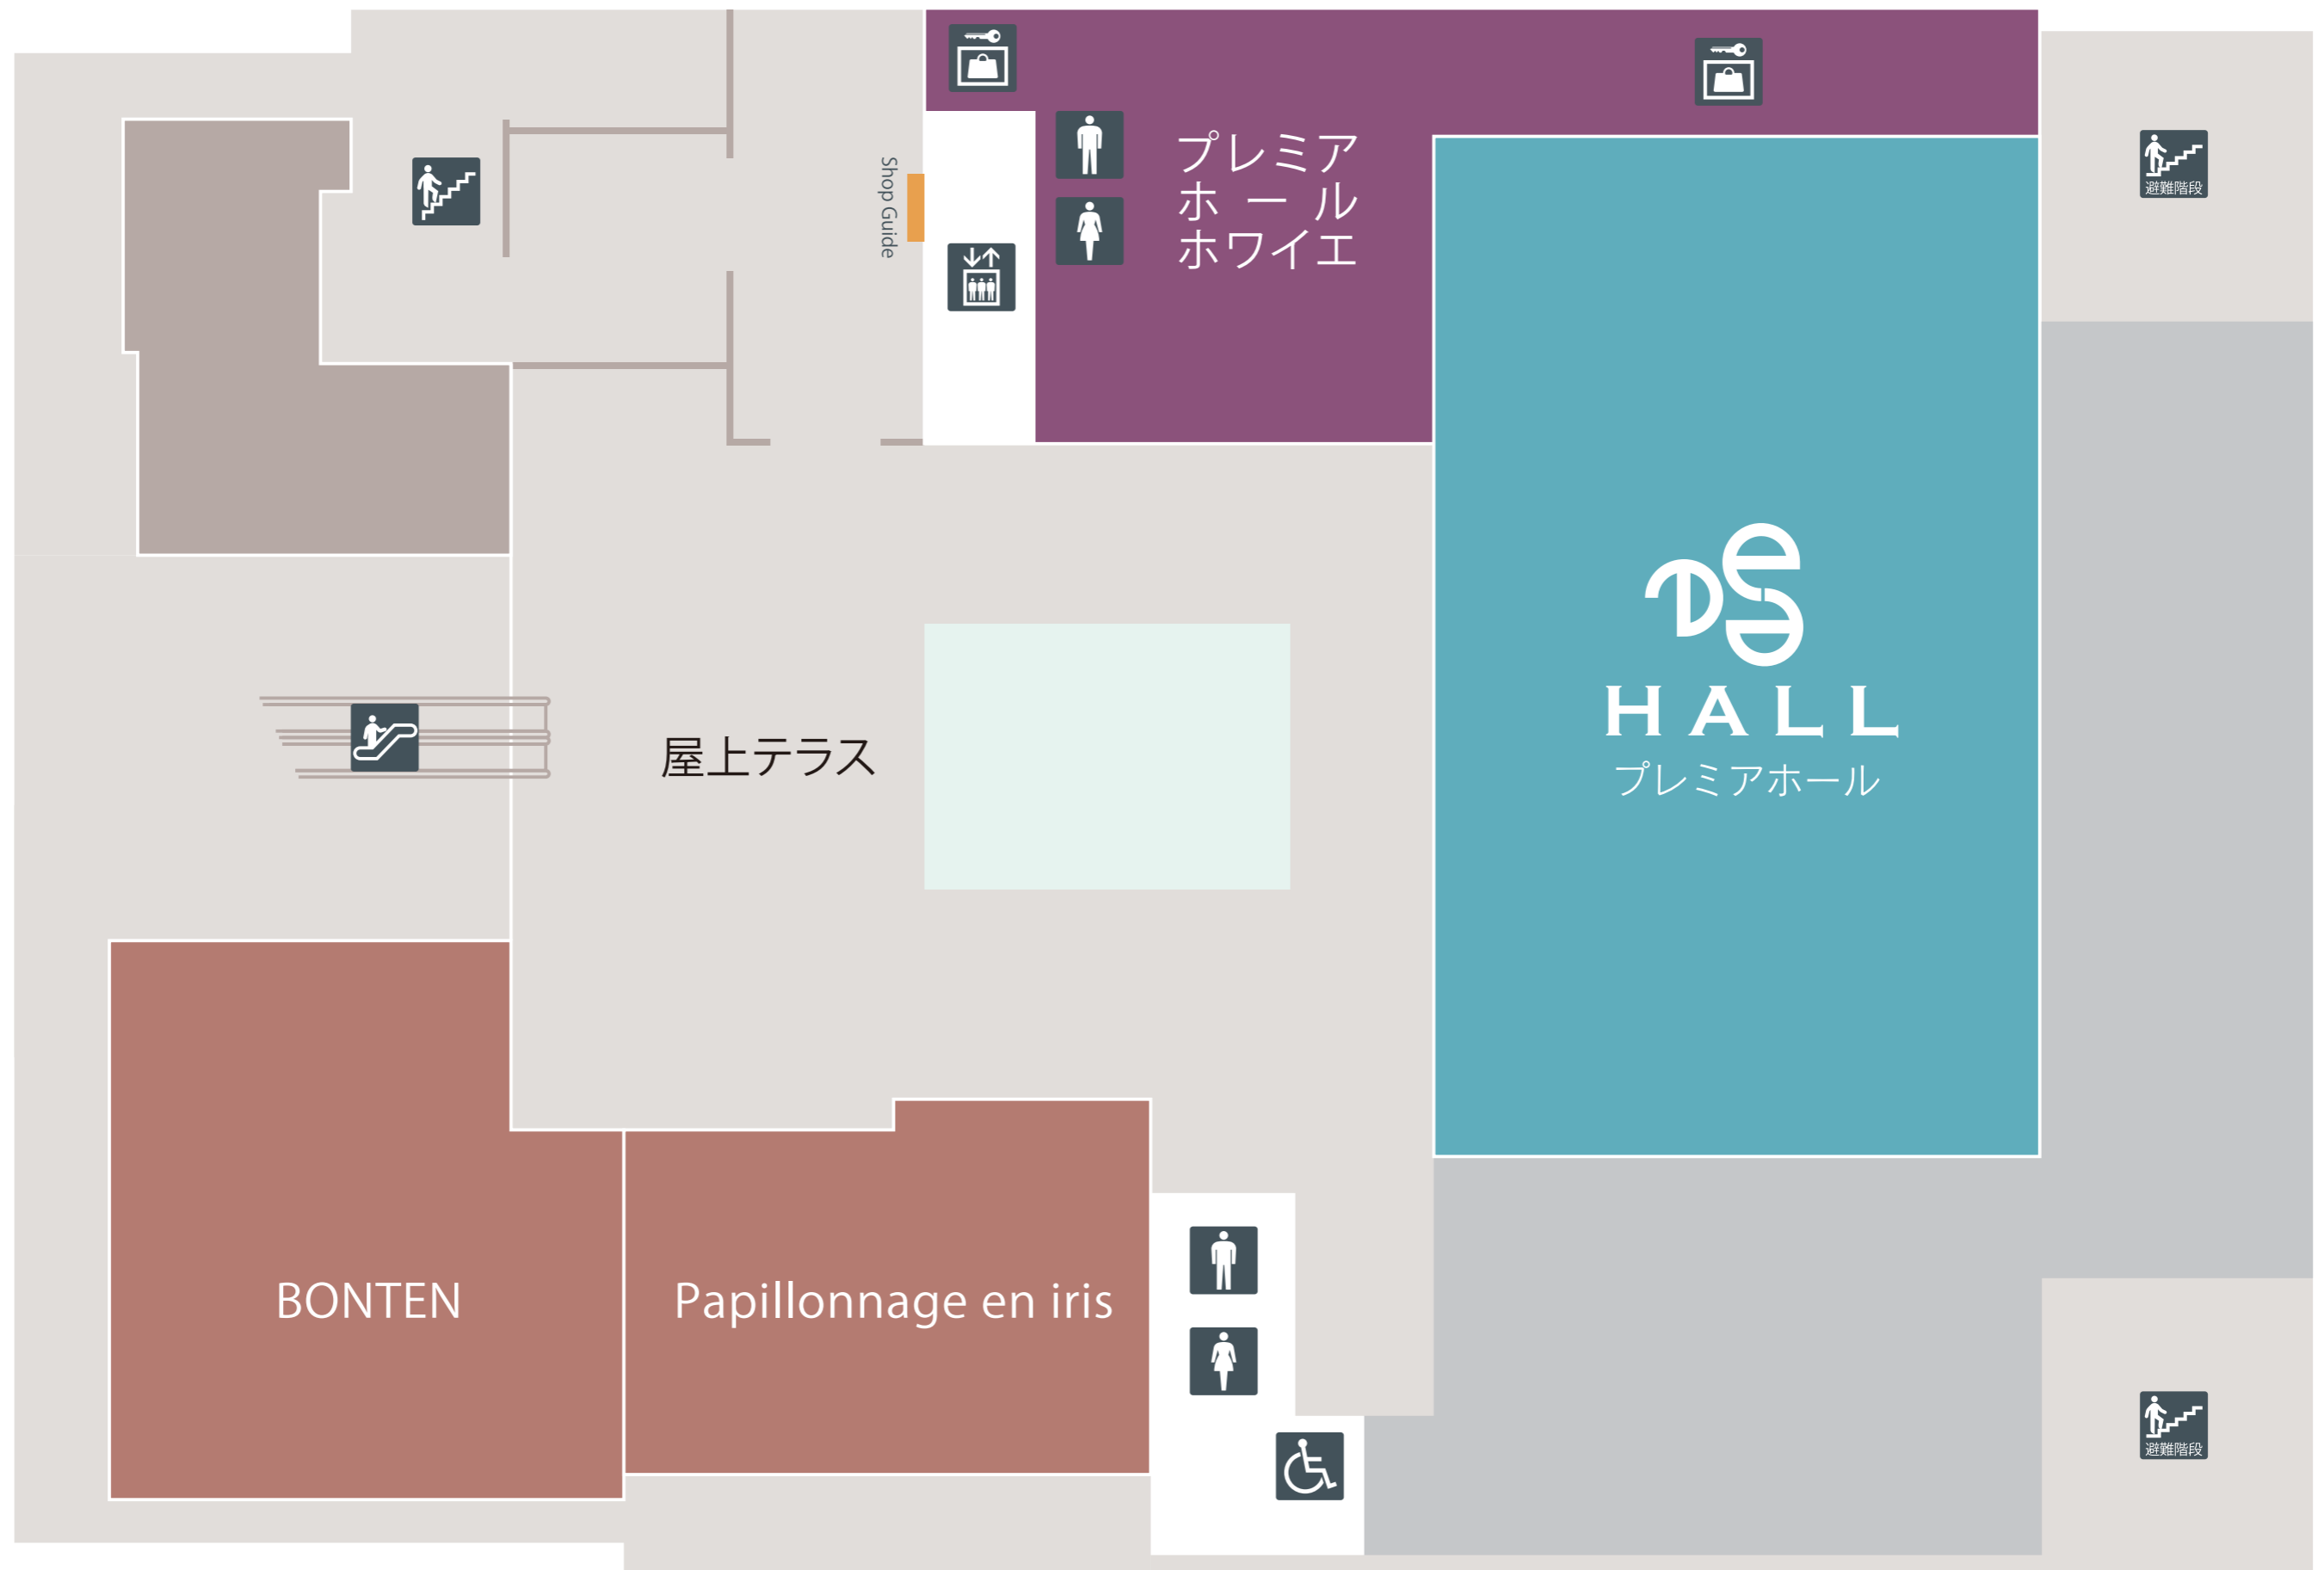 Shop Guide
プレミア
ホール
ホワイエ
避難階段
DES
HALL
プレミアホール
屋上テラス
BONTEN
Papillonnage en iris
避難階段